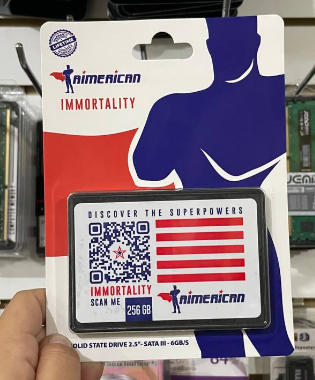 LIFETIME
AIMERICAN
IMMORTALITY
DISCOVER THE SUPERPOWERS
IMMORTALITY
SCAN ME
256 GB
AIMERICAN
SOLID STATE DRIVE 2.5"- SATA III - 6GB/S